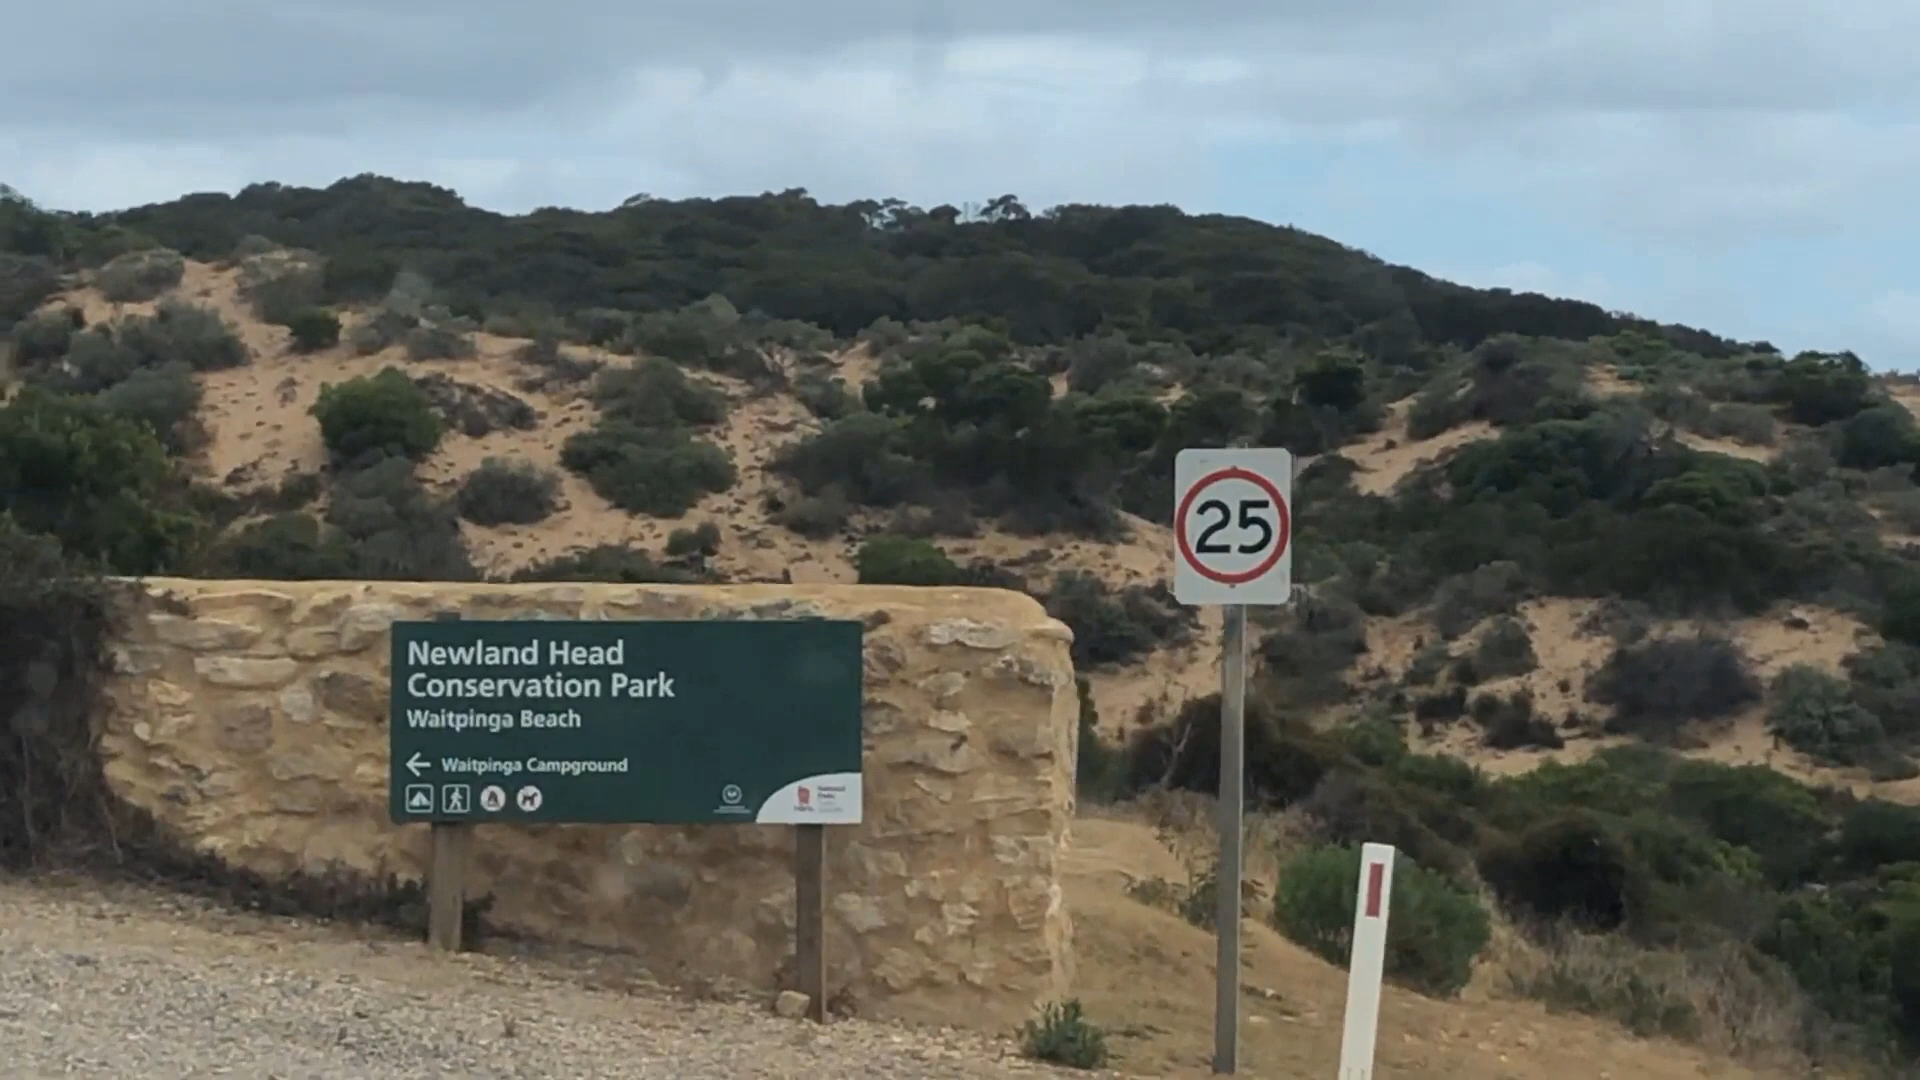 Newland Head
Conservation Park
Waitpinga Beach
← Waitpinga Campground
25